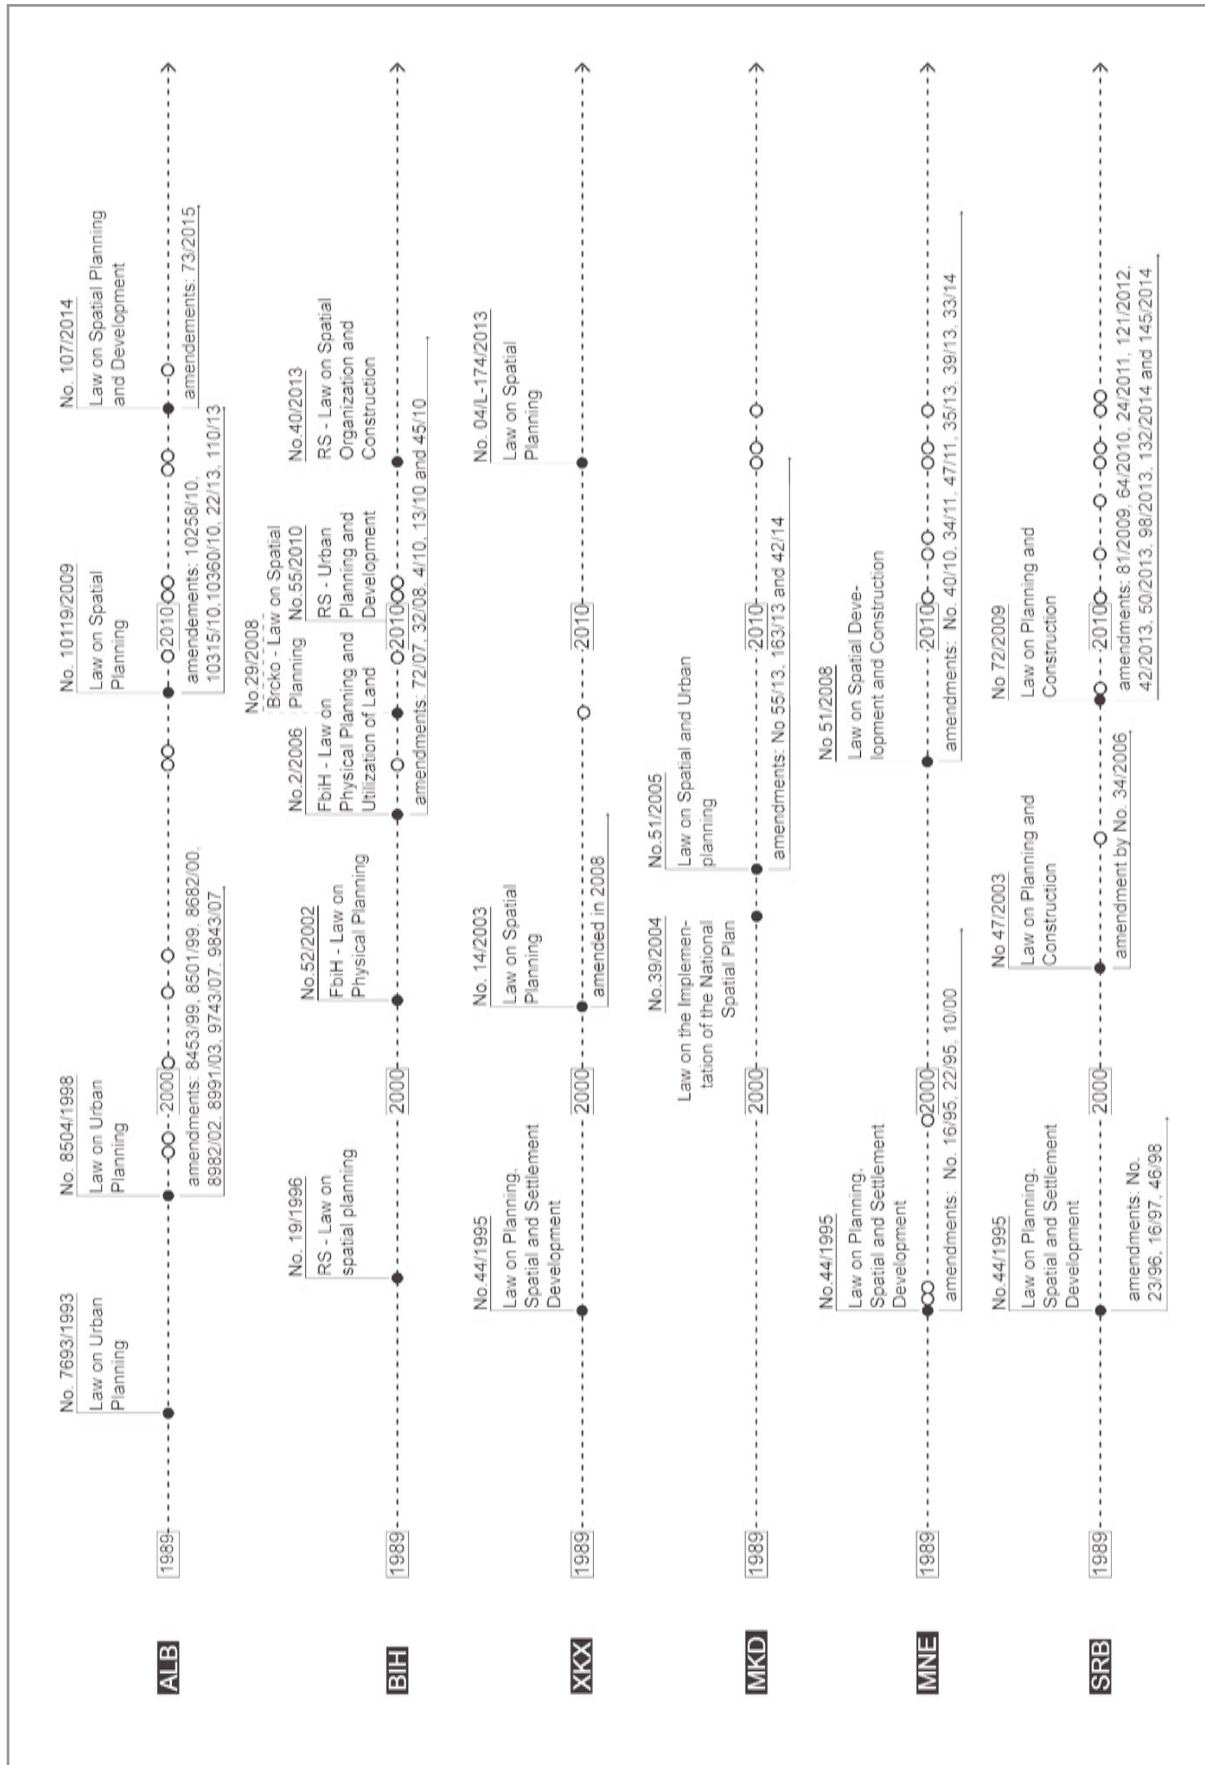 ALB
1989
No. 7693/1993
Law on Urban
Planning
No. 8504/1998
Law on Urban
Planning
2000
amendments: 8453/99, 8501/99, 8682/00,
8982/02, 8991/03, 9743/07, 9843/07
No. 10119/2009
Law on Spatial
Planning
2010
amendements: 10258/10,
10315/10,10360/10, 22/13, 110/13
No. 107/2014
Law on Spatial Planning
and Development
amendements: 73/2015
BIH
1989
No. 19/1996
RS - Law on
spatial planning
2000
No.52/2002
FbiH - Law on
Physical Planning
No.2/2006
FbiH - Law on
Physical Planning and
Utilization of Land
No.29/2008
Brcko - Law on Spatial
Planning
2010
No.55/2010
RS - Urban
Planning and
Development
amendments: 72/07, 32/08, 4/10, 13/10 and 45/10
No.40/2013
RS - Law on Spatial
Organization and
Construction
XKX
1989
No.44/1995
Law on Planning,
Spatial and Settlement
Development
2000
No. 14/2003
Law on Spatial
Planning
amended in 2008
2010
No. 04/L-174/2013
Law on Spatial
Planning
MKD
1989
2000
No.39/2004
Law on the Implemen-
tation of the National
Spatial Plan
No.51/2005
Law on Spatial and Urban
planning
2010
amendments: No 55/13, 163/13 and 42/14
MNE
1989
No.44/1995
Law on Planning,
Spatial and Settlement
Development
2000
amendments: No. 16/95, 22/95, 10/00
No 51/2008
Law on Spatial Deve-
lopment and Construction
2010
amendments: No. 40/10, 34/11, 47/11, 35/13, 39/13, 33/14
SRB
1989
No.44/1995
Law on Planning,
Spatial and Settlement
Development
amendments: No.
23/96, 16/97, 46/98
2000
No 47/2003
Law on Planning and
Construction
amendment by No. 34/2006
No 72/2009
Law on Planning and
Construction
2010
amendments: 81/2009, 64/2010, 24/2011, 121/2012,
42/2013, 50/2013, 98/2013, 132/2014 and 145/2014